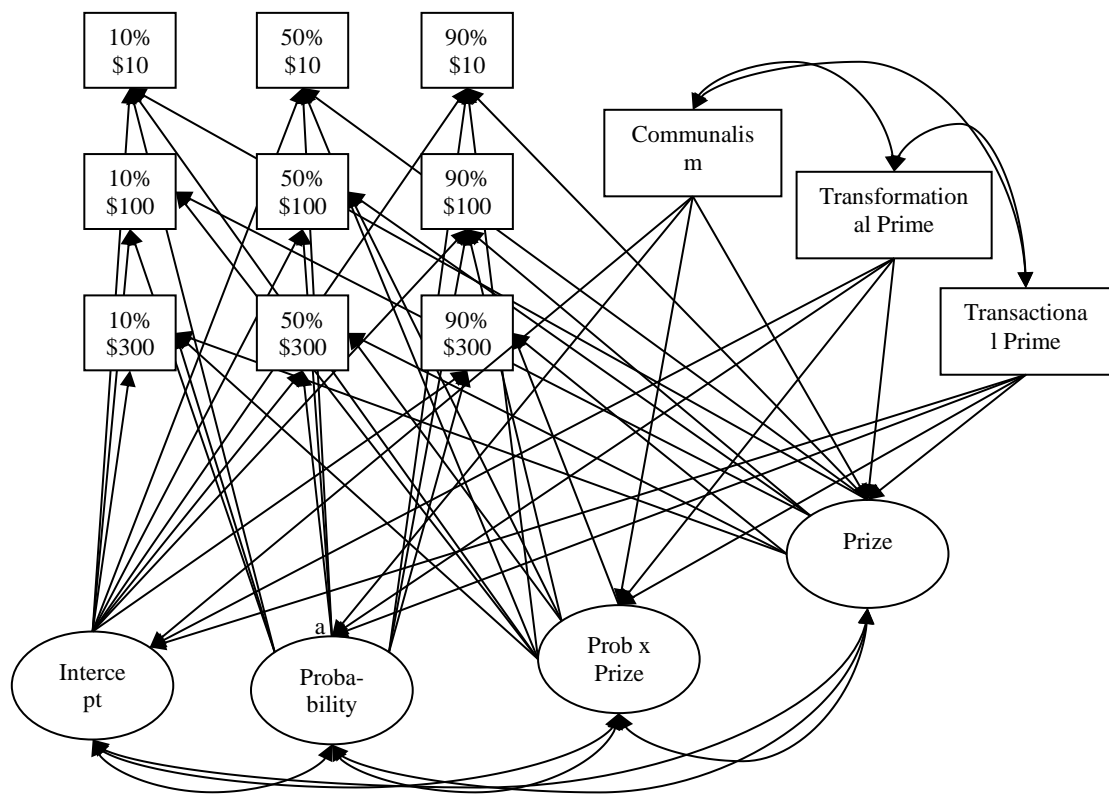 10%
$10
50%
$10
90%
$10
Communalis
m
10%
$100
50%
$100
90%
$100
Transformation
al Prime
10%
$300
50%
$300
90%
$300
Transactiona
l Prime
Prize
a
Interce
pt
Proba-
bility
Prob x
Prize